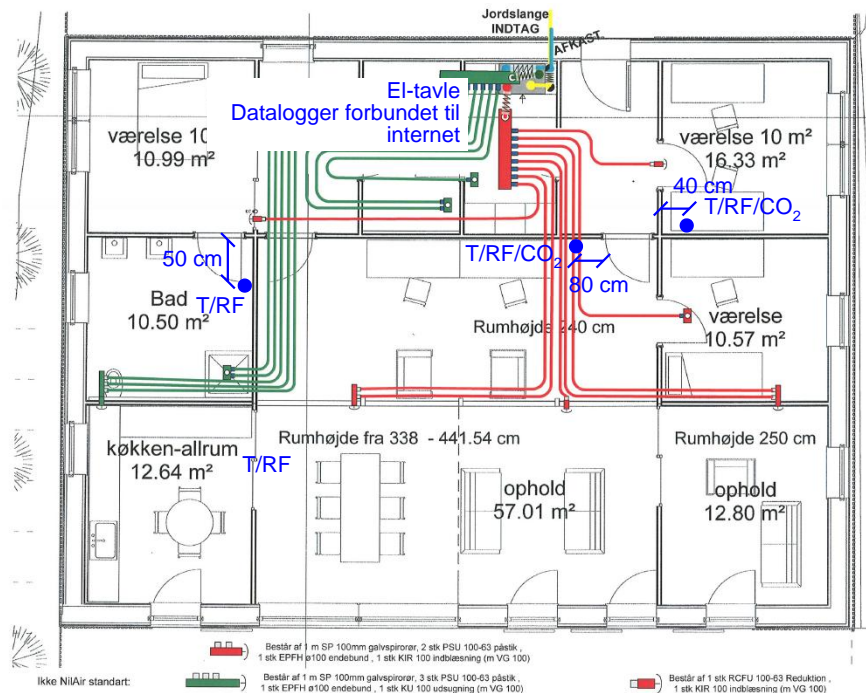 Jordslange
INDTAG
AFKAST.
El-tavle
Datalogger forbundet til
internet
værelse 10
10.99 m²
værelse 10 m²
16.33 m²
40 cm
T/RF/CO₂
50 cm
T/RF
Bad
10.50 m²
T/RF/CO₂
80 cm
Rumhøjde 240 cm
værelse
10.57 m²
køkken-allrum
12.64 m²
T/RF
Rumhøjde fra 338 - 441.54 cm
Rumhøjde 250 cm
ophold
57.01 m²
ophold
12.80 m²
Består af 1 m SP 100mm galvspirorør, 2 stk PSU 100-63 påstik ,
1 stk EPFH ø100 endebund , 1 stk KIR 100 indblæsning (m VG 100)
Ikke NilAir standart:
Består af 1 m SP 100mm galvspirorør, 3 stk PSU 100-63 påstik ,
1 stk EPFH ø100 endebund , 1 stk KU 100 udsugning (m VG 100)
Består af 1 stk RCFU 100-63 Reduktion ,
1 stk KIR 100 indblæsning (m VG 100)